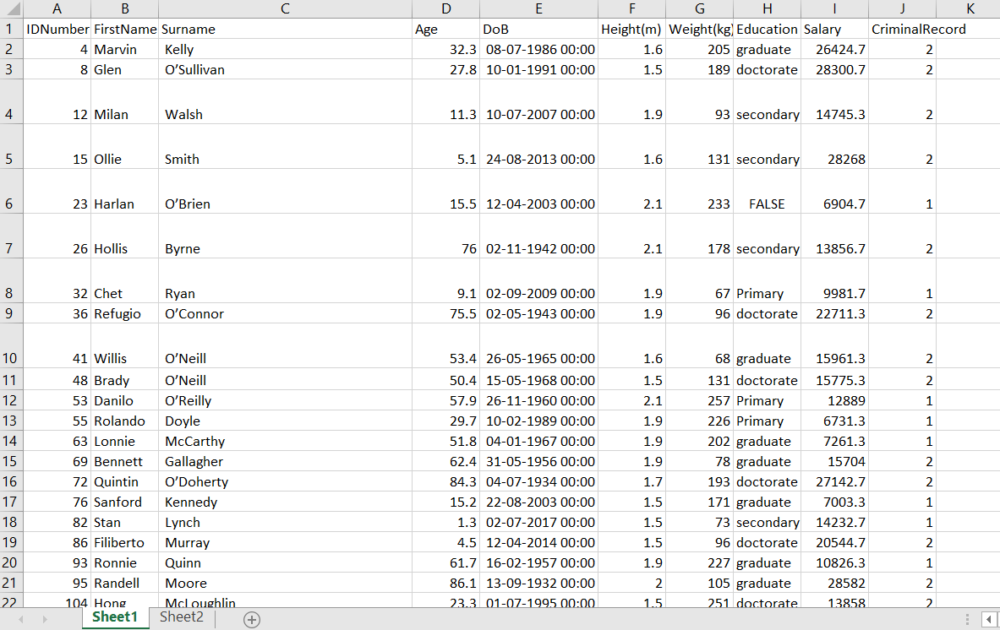 A B C D E F G H I J K
1 IDNumber FirstName Surname Age DoB Height(m) Weight(kg) Education Salary CriminalRecord
2 4 Marvin Kelly 32.3 08-07-1986 00:00 1.6 205 graduate 26424.7 2
3 8 Glen O’Sullivan 27.8 10-01-1991 00:00 1.5 189 doctorate 28300.7 2
4 12 Milan Walsh 11.3 10-07-2007 00:00 1.9 93 secondary 14745.3 2
5 15 Ollie Smith 5.1 24-08-2013 00:00 1.6 131 secondary 28268 2
6 23 Harlan O’Brien 15.5 12-04-2003 00:00 2.1 233 FALSE 6904.7 1
7 26 Hollis Byrne 76 02-11-1942 00:00 2.1 178 secondary 13856.7 2
8 32 Chet Ryan 9.1 02-09-2009 00:00 1.9 67 Primary 9981.7 1
9 36 Refugio O’Connor 75.5 02-05-1943 00:00 1.9 96 doctorate 22711.3 2
10 41 Willis O’Neill 53.4 26-05-1965 00:00 1.6 68 graduate 15961.3 2
11 48 Brady O’Neill 50.4 15-05-1968 00:00 1.5 131 doctorate 15775.3 2
12 53 Danilo O’Reilly 57.9 26-11-1960 00:00 2.1 257 Primary 12889 1
13 55 Rolando Doyle 29.7 10-02-1989 00:00 1.9 226 Primary 6731.3 1
14 63 Lonnie McCarthy 51.8 04-01-1967 00:00 1.9 202 graduate 7261.3 1
15 69 Bennett Gallagher 62.4 31-05-1956 00:00 1.9 78 graduate 15704 2
16 72 Quintin O’Doherty 84.3 04-07-1934 00:00 1.7 193 doctorate 27142.7 2
17 76 Sanford Kennedy 15.2 22-08-2003 00:00 1.5 171 graduate 7003.3 1
18 82 Stan Lynch 1.3 02-07-2017 00:00 1.5 73 secondary 14232.7 1
19 86 Filiberto Murray 4.5 12-04-2014 00:00 1.5 96 doctorate 20544.7 2
20 93 Ronnie Quinn 61.7 16-02-1957 00:00 1.9 227 graduate 10826.3 1
21 95 Randell Moore 86.1 13-09-1932 00:00 2 105 graduate 28582 2
22 104 Hong McLoughlin 23.3 01-07-1995 00:00 1.5 251 doctorate 13858 2
Sheet1 Sheet2